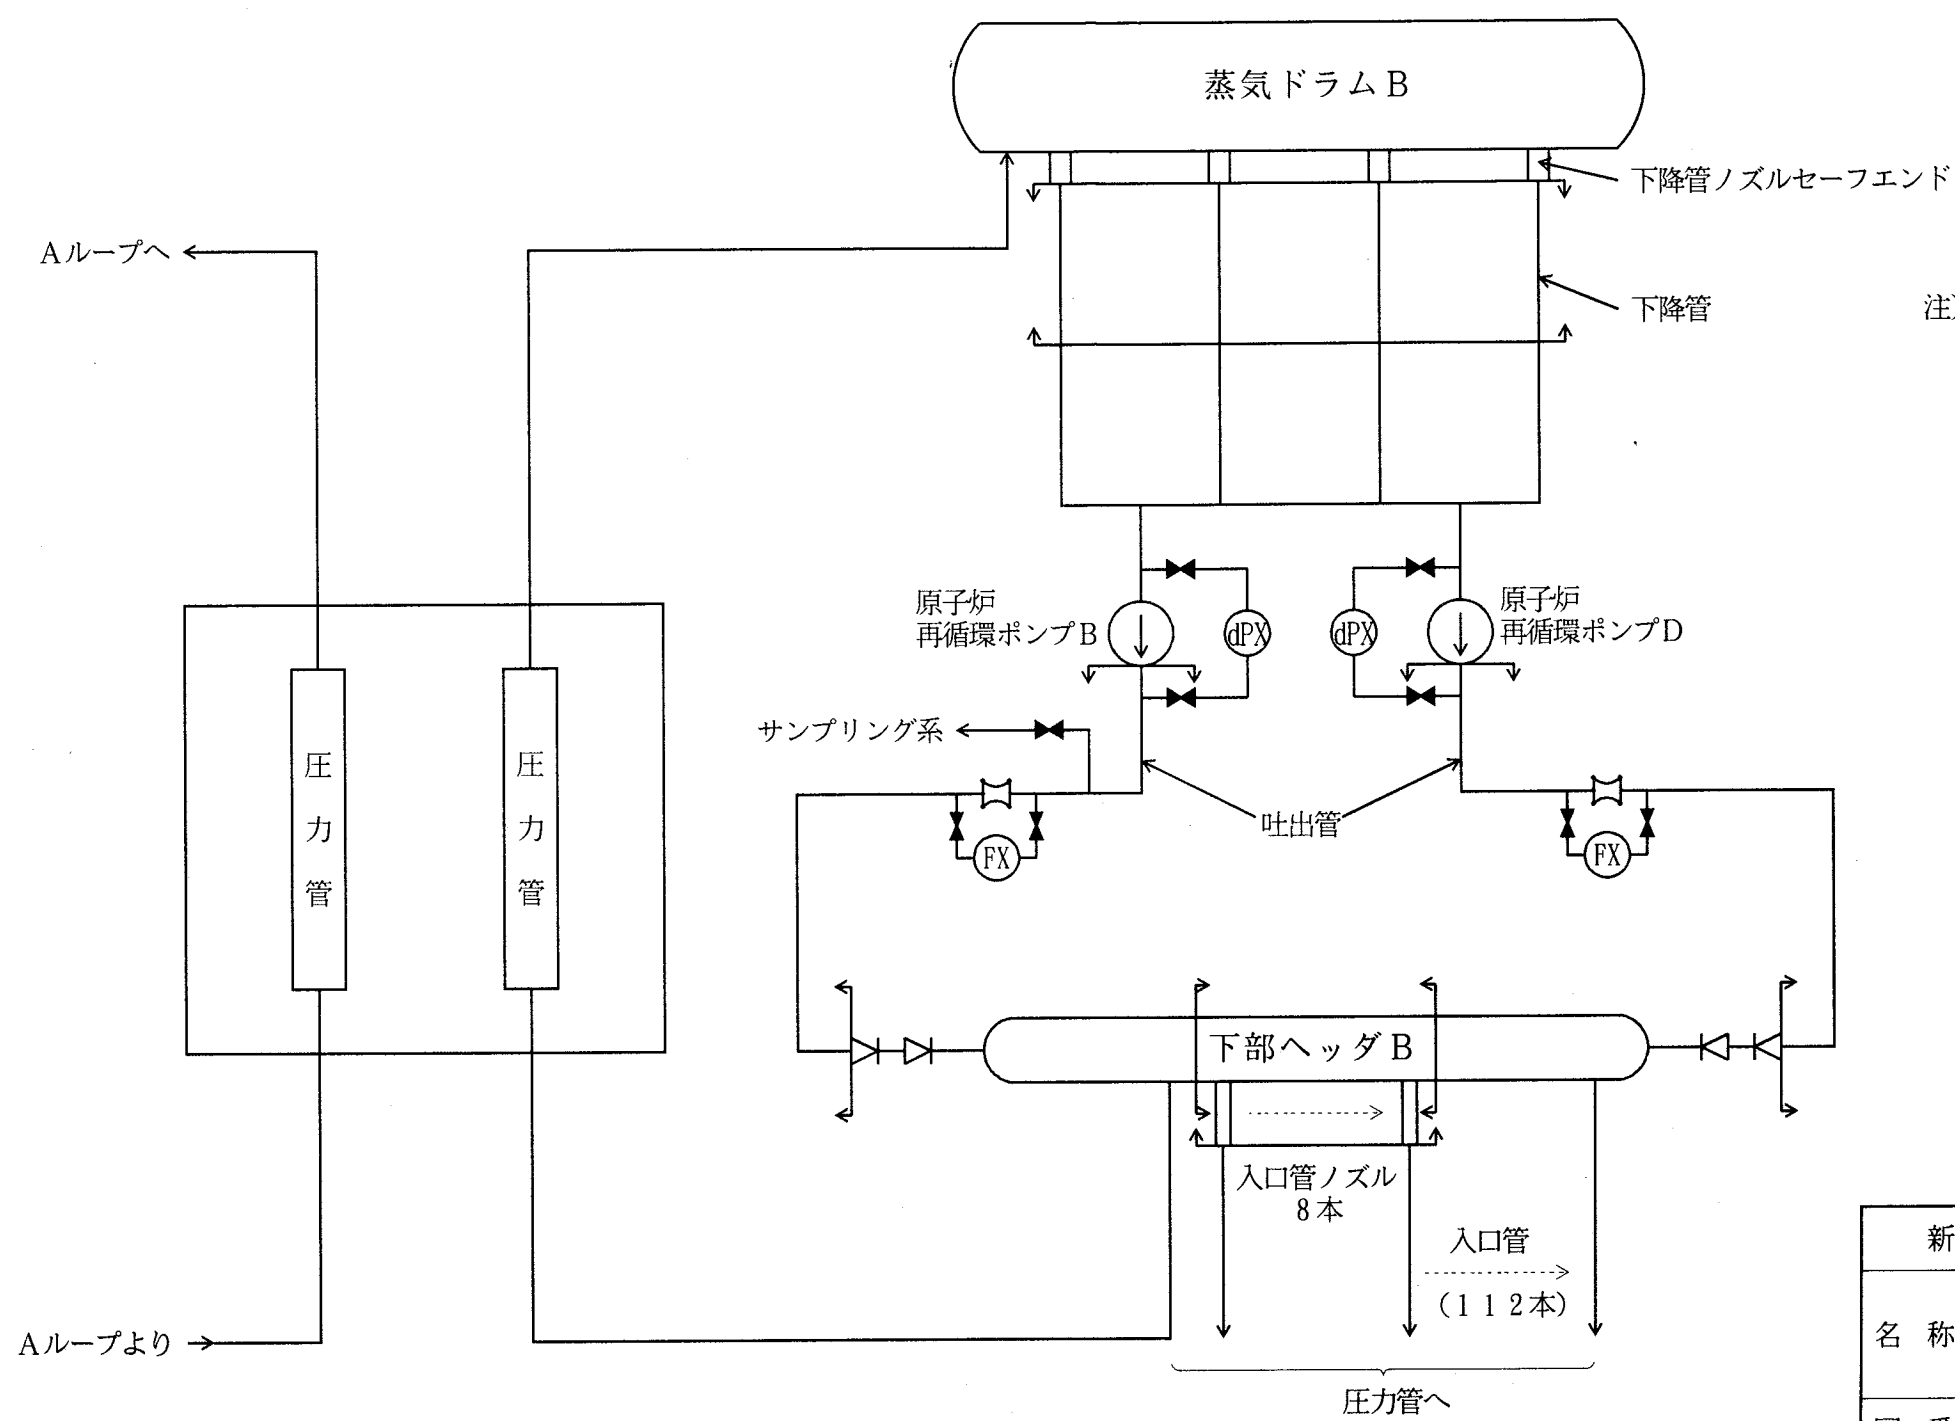 蒸気ドラムB
下降管ノズルセーフエンド
Aループへ
下降管
注)
原子炉
再循環ポンプB
dPX
dPX
原子炉
再循環ポンプD
サンプリング系
圧力管
圧力管
吐出管
FX
FX
下部ヘッダB
入口管ノズル
8本
入口管
(112本)
Aループより
圧力管へ
新
名 称